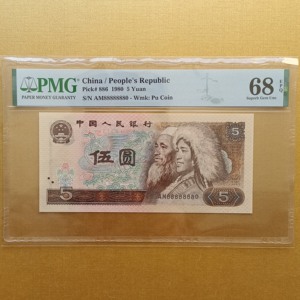 PMG
PAPER MONEY GUARANTY
China / People's Republic
Pick# 886 1980 5 Yuan
S/N AM88888880 - Wmk: Pu Coin
68 EPQ
Superb Gem Unc
中国人民银行
5
伍圆
AM88888880
5